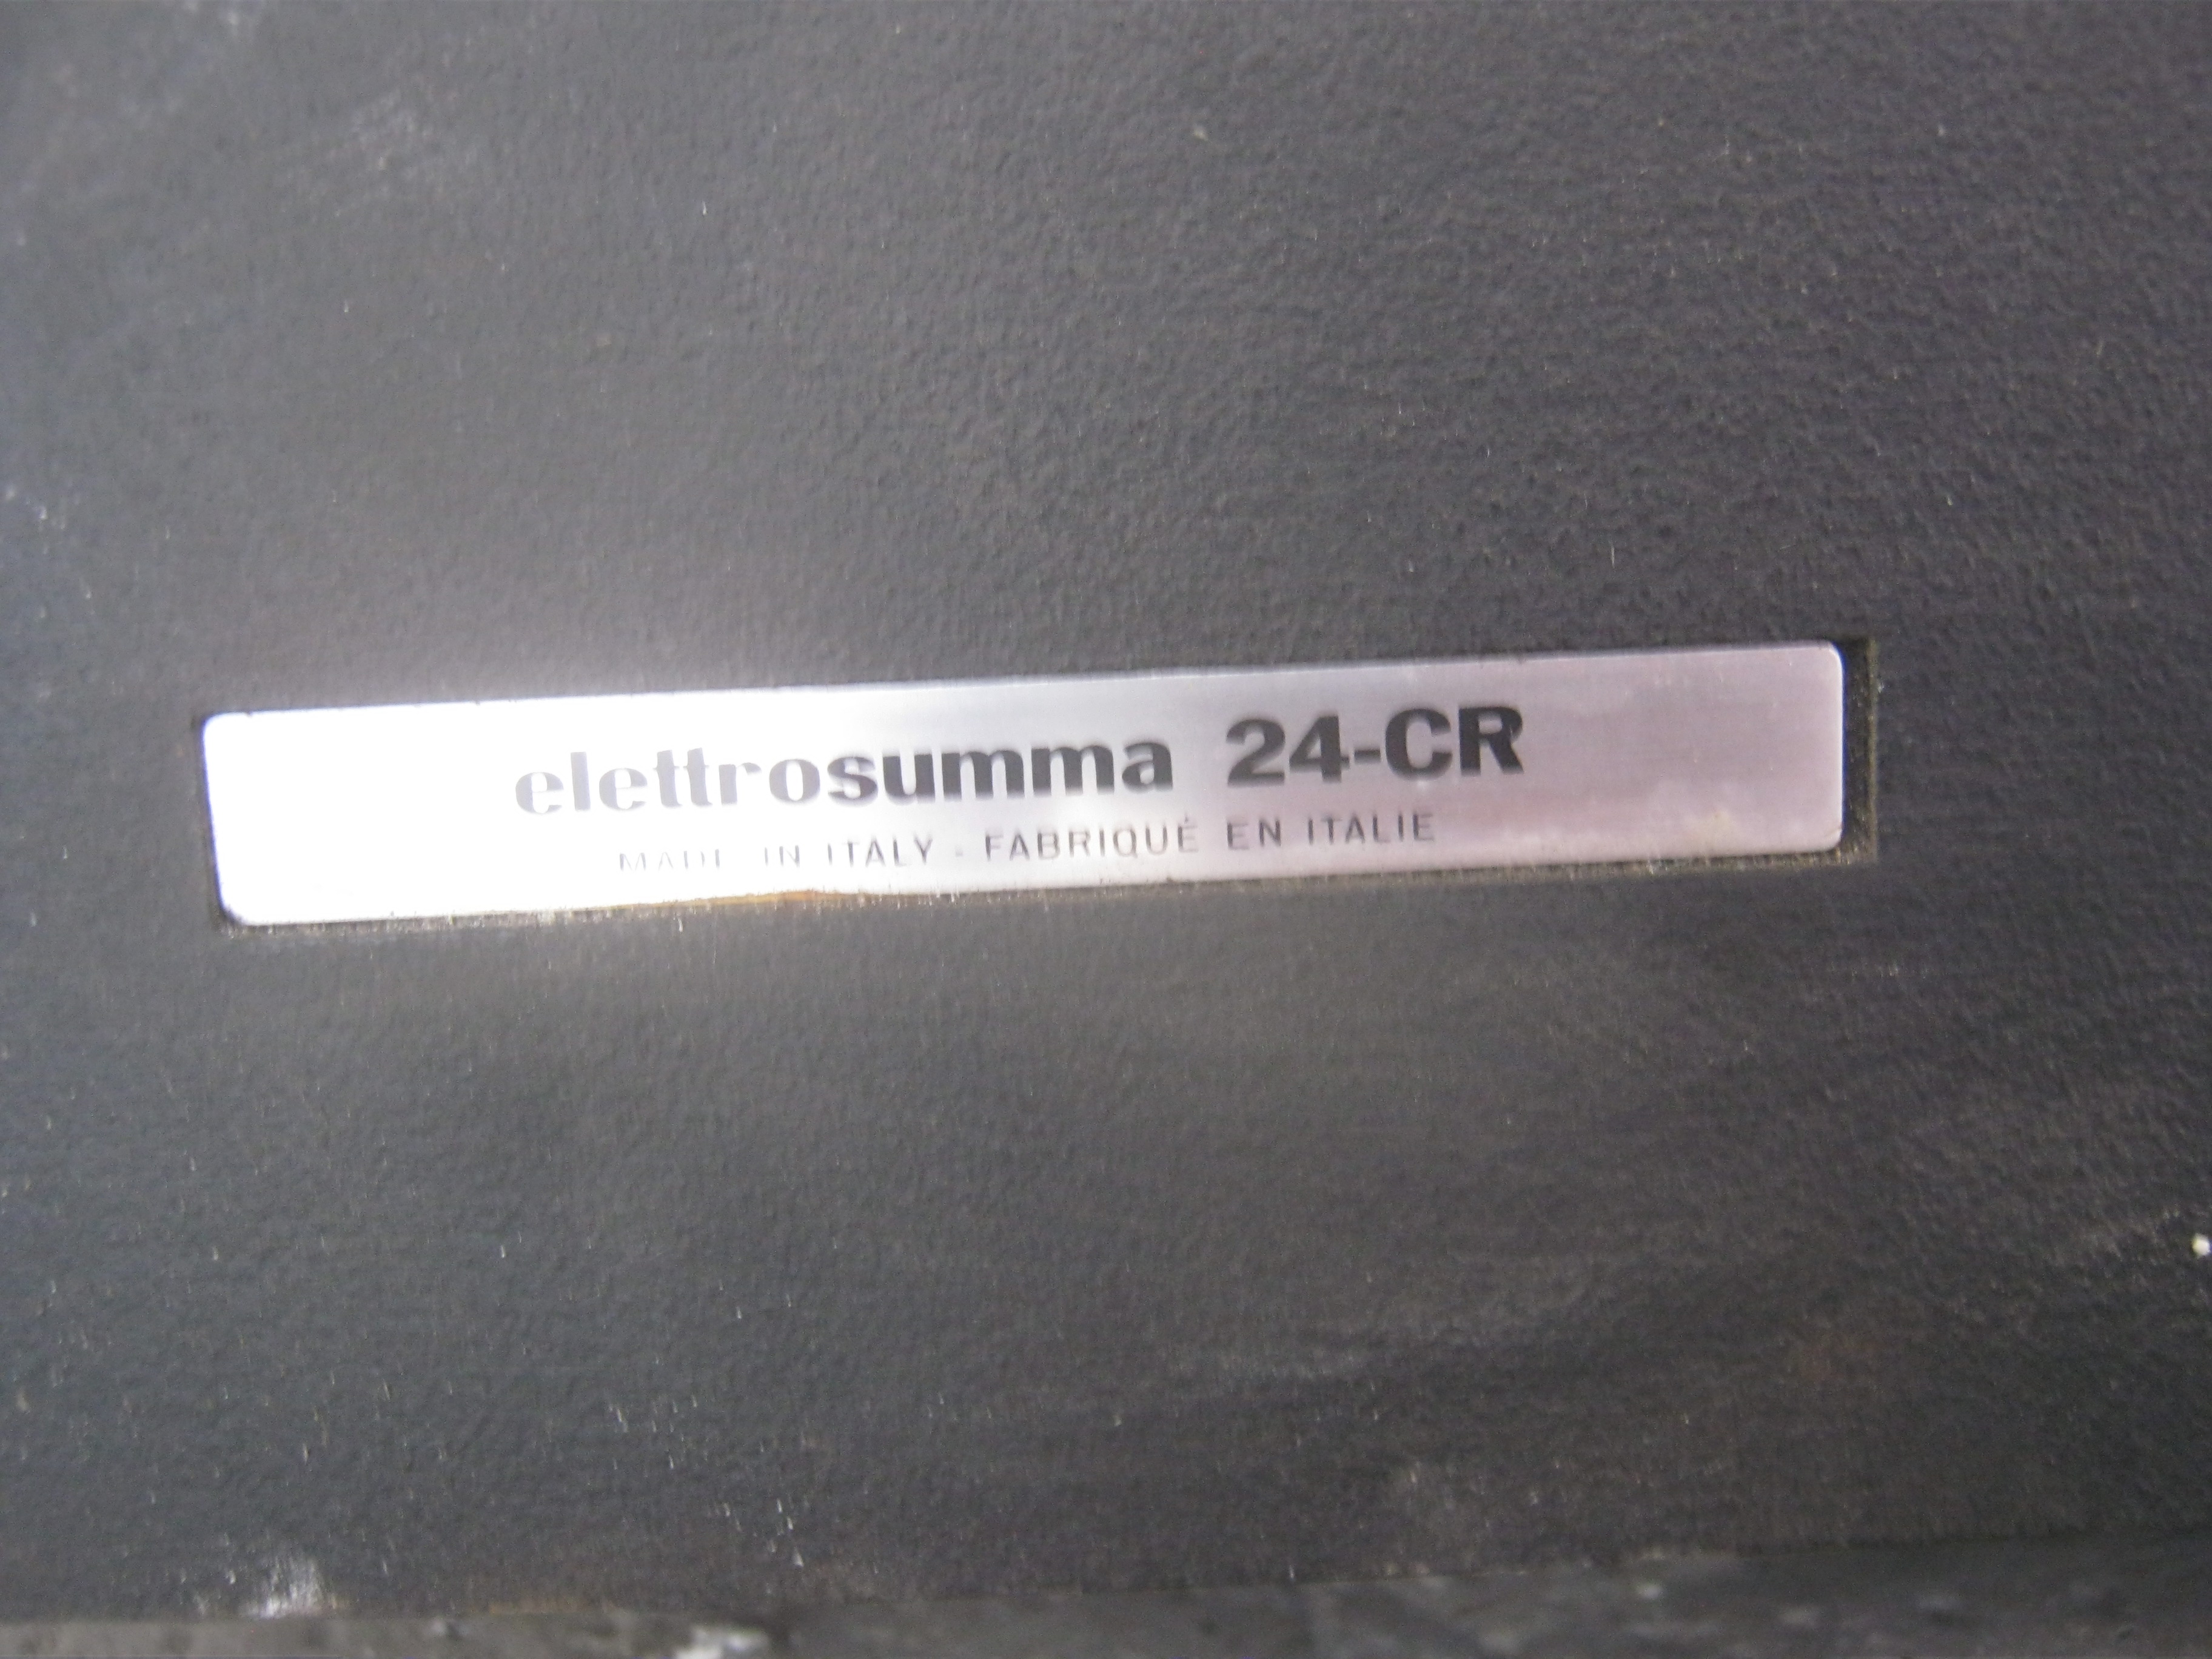 elettrosumma 24-CR
MADE IN ITALY - FABRIQUÉ EN ITALIE